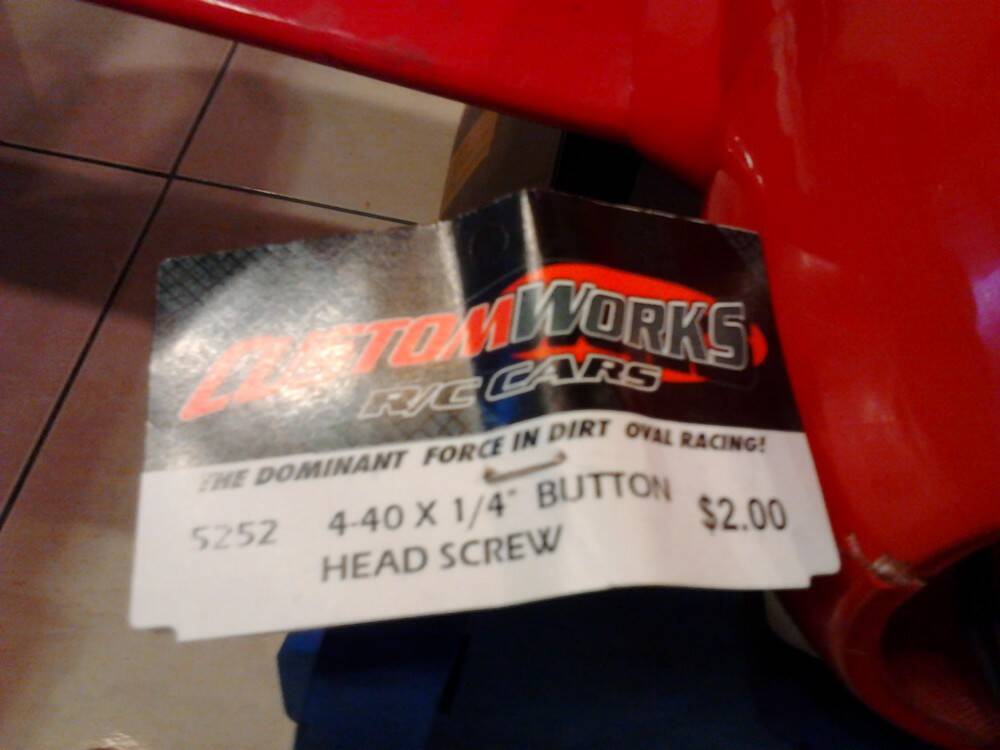 CUSTOMWORKS
R/C CARS
THE DOMINANT FORCE IN DIRT OVAL RACING!
5252 4-40 X 1/4" BUTTON $2.00
HEAD SCREW